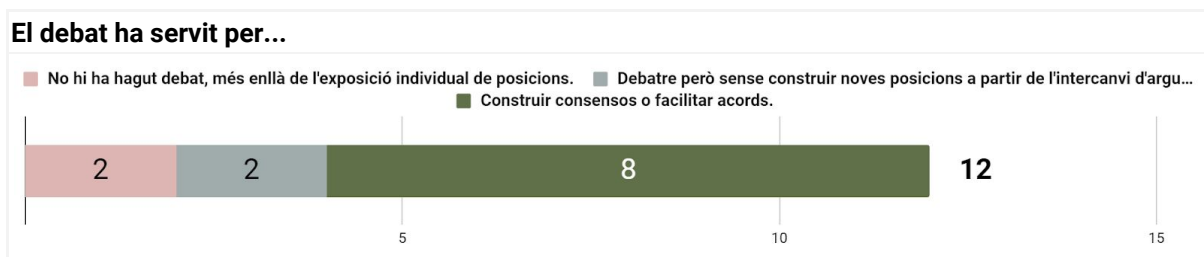 El debat ha servit per...
No hi ha hagut debat, més enllà de l'exposició individual de posicions.
Debatre però sense construir noves posicions a partir de l'intercanvi d'argu...
Construir consensos o facilitar acords.
2 2 8 12
5 10 15